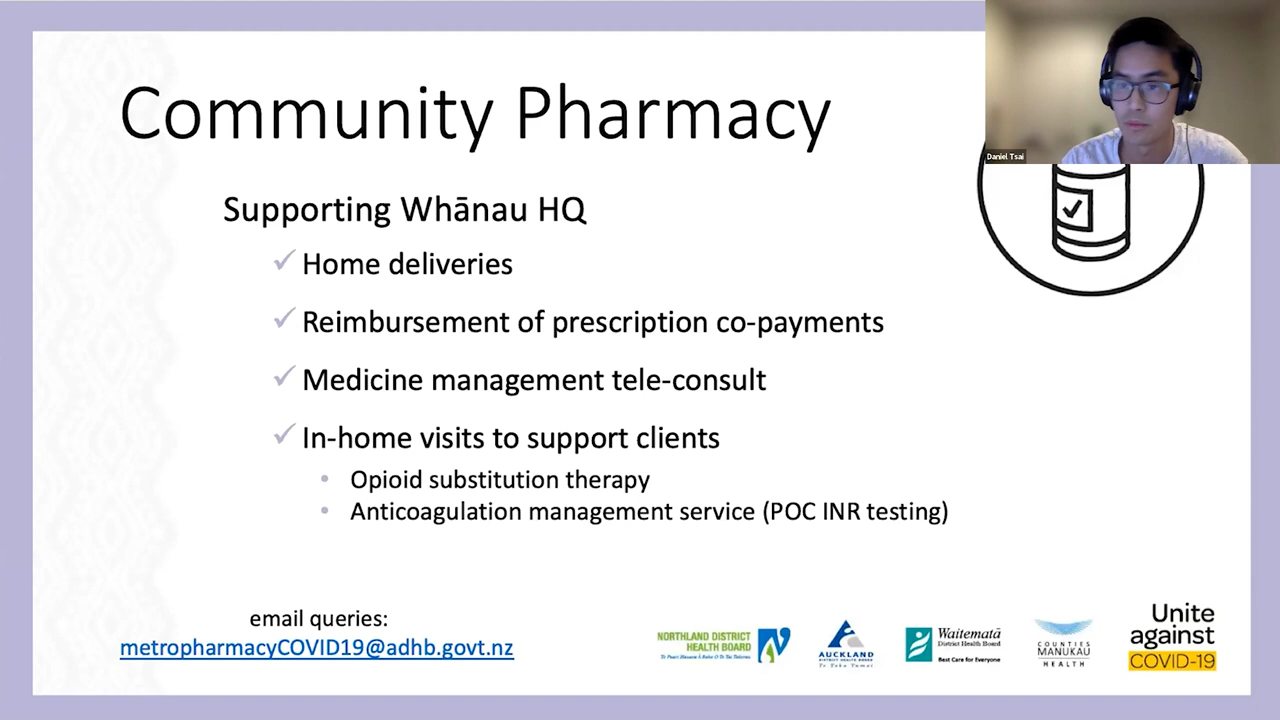 Community Pharmacy
Daniel Tsai
Supporting Whānau HQ
Home deliveries
Reimbursement of prescription co-payments
Medicine management tele-consult
In-home visits to support clients
Opioid substitution therapy
Anticoagulation management service (POC INR testing)
email queries:
metropharmacyCOVID19@adhb.govt.nz
NORTHLAND DISTRICT
HEALTH BOARD
AUCKLAND
DISTRICT HEALTH BOARD
Te Toka Tumai
Waitematā
District Health Board
Best Care for Everyone
COUNTIES
MANUKAU
HEALTH
Unite
against
COVID-19